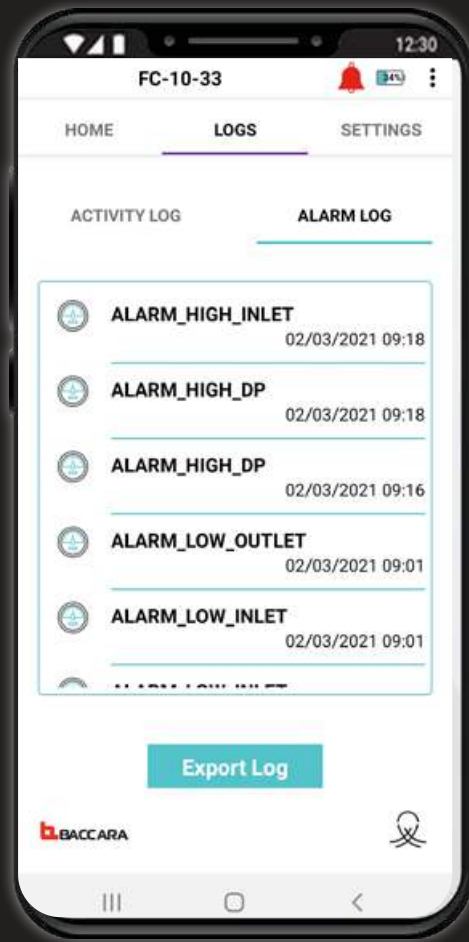 12:30
FC-10-33
34%
HOME LOGS SETTINGS
ACTIVITY LOG ALARM LOG
ALARM_HIGH_INLET
02/03/2021 09:18
ALARM_HIGH_DP
02/03/2021 09:18
ALARM_HIGH_DP
02/03/2021 09:16
ALARM_LOW_OUTLET
02/03/2021 09:01
ALARM_LOW_INLET
02/03/2021 09:01
Export Log
BACCARA